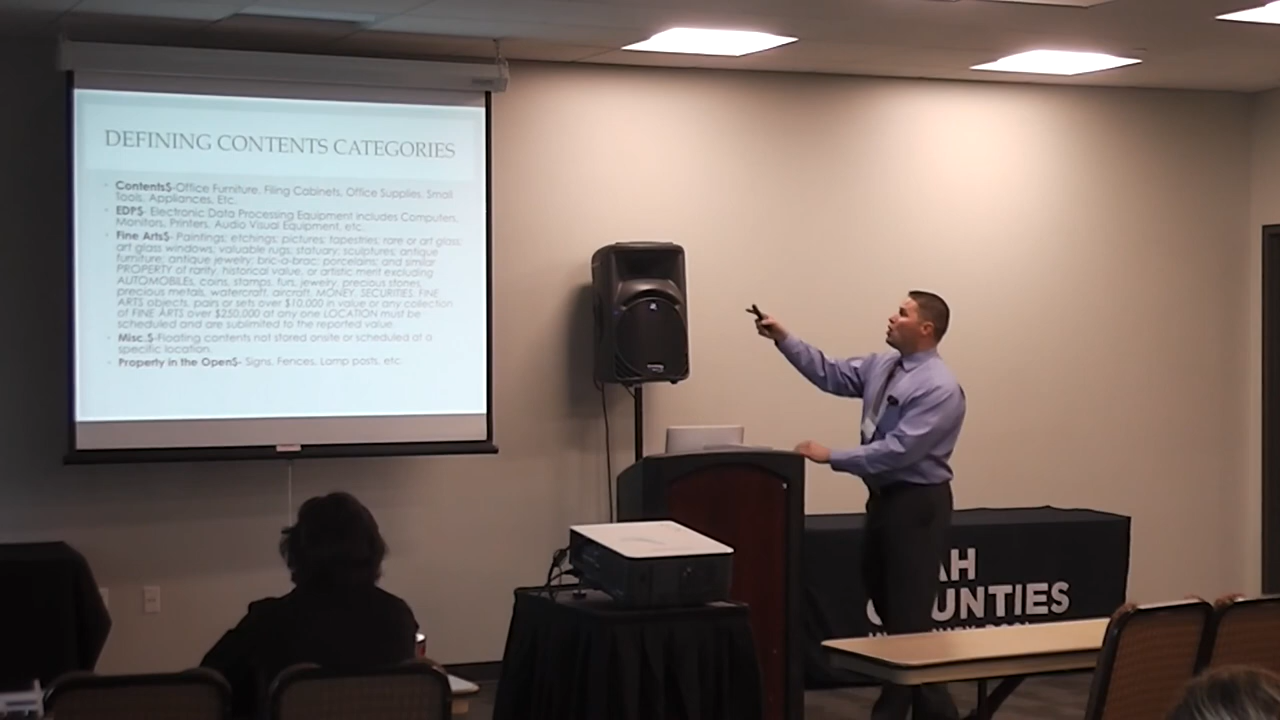 DEFINING CONTENTS CATEGORIES
Contents$-Office Furniture, Filing Cabinets, Office Supplies, Small
Tools, Appliances, Etc.
EDP$- Electronic Data Processing Equipment includes Computers,
Monitors, Printers, Audio Visual Equipment, etc.
Fine Arts$- Paintings; etchings; pictures; tapestries; rare or art glass;
art glass windows; valuable rugs; statuary; sculptures; antique
furniture; antique jewelry; bric-a-brac; porcelains; and similar
PROPERTY of rarity, historical value, or artistic merit excluding
AUTOMOBILEs, coins, stamps, furs, jewelry, precious stones,
precious metals, watercraft, aircraft, MONEY, SECURITIES. FINE
ARTS objects, pairs or sets over $10,000 in value or any collection
of FINE ARTS over $250,000 at any one LOCATION must be
scheduled and are sublimited to the reported value.
Misc.$-Floating contents not stored onsite or scheduled at a
specific location.
Property in the Open$- Signs, Fences, Lamp posts, etc.
AH
UNTIES